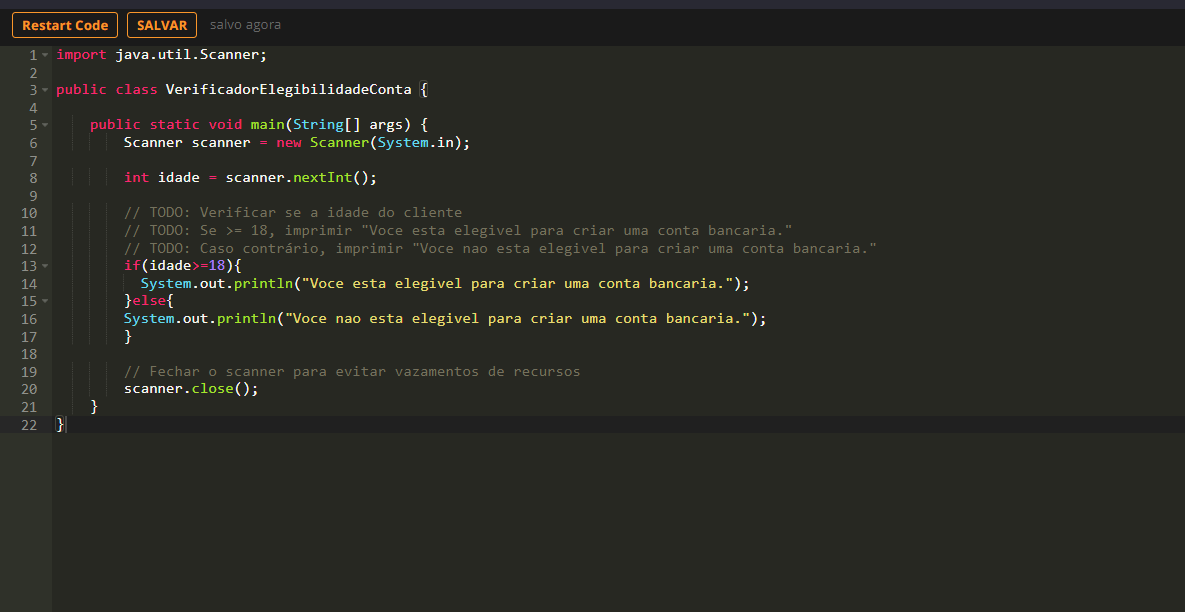 Restart Code SALVAR salvo agora
1 import java.util.Scanner;
2
3 public class VerificadorElegibilidadeConta {
4
5     public static void main(String[] args) {
6         Scanner scanner = new Scanner(System.in);
7
8         int idade = scanner.nextInt();
9
10         // TODO: Verificar se a idade do cliente
11         // TODO: Se >= 18, imprimir "Voce esta elegivel para criar uma conta bancaria."
12         // TODO: Caso contrário, imprimir "Voce nao esta elegivel para criar uma conta bancaria."
13         if(idade>=18){
14           System.out.println("Voce esta elegivel para criar uma conta bancaria.");
15         }else{
16         System.out.println("Voce nao esta elegivel para criar uma conta bancaria.");
17         }
18
19         // Fechar o scanner para evitar vazamentos de recursos
20         scanner.close();
21     }
22 }